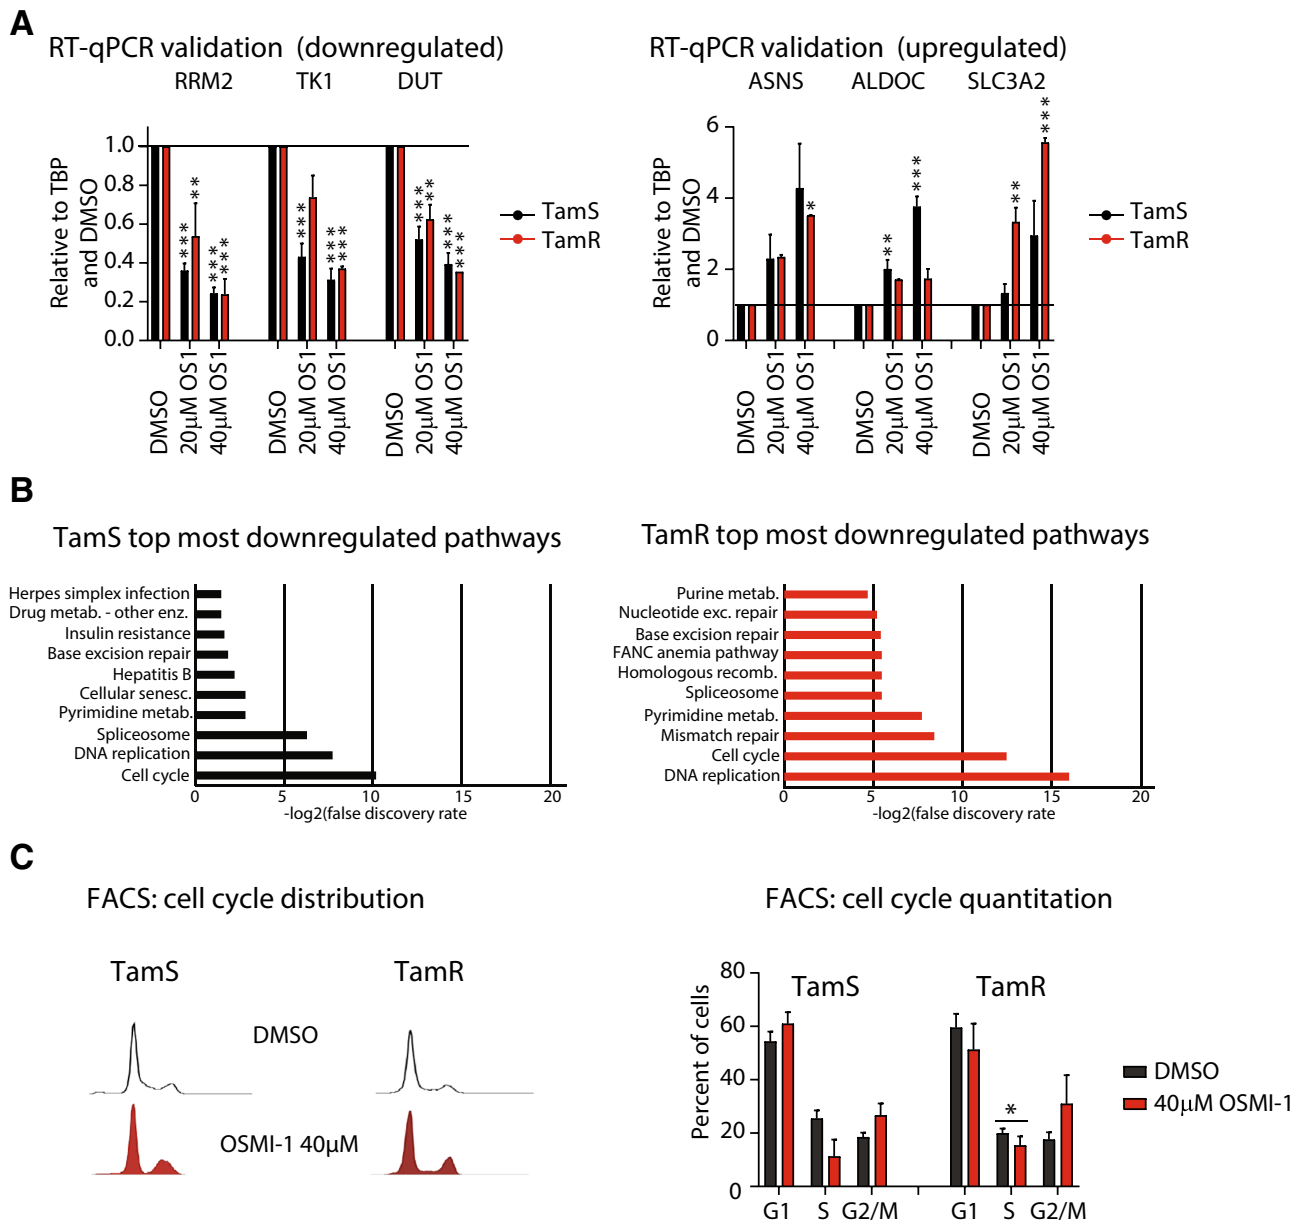 A
RT-qPCR validation (downregulated)
RRM2 TK1 DUT
Relative to TBP
and DMSO
1.0
0.8
0.6
0.4
0.2
0.0
*** ** *** *** *** *** *** *** *** *** ***
DMSO
20µM OS1
40µM OS1
DMSO
20µM OS1
40µM OS1
DMSO
20µM OS1
40µM OS1
TamS
TamR
RT-qPCR validation (upregulated)
ASNS ALDOC SLC3A2
Relative to TBP
and DMSO
6
4
2
0
* ** *** ** ***
DMSO
20µM OS1
40µM OS1
DMSO
20µM OS1
40µM OS1
DMSO
20µM OS1
40µM OS1
TamS
TamR
B
TamS top most downregulated pathways
Herpes simplex infection
Drug metab. - other enz.
Insulin resistance
Base excision repair
Hepatitis B
Cellular senesc.
Pyrimidine metab.
Spliceosome
DNA replication
Cell cycle
0 5 10 15 20
-log2(false discovery rate
TamR top most downregulated pathways
Purine metab.
Nucleotide exc. repair
Base excision repair
FANC anemia pathway
Homologous recomb.
Spliceosome
Pyrimidine metab.
Mismatch repair
Cell cycle
DNA replication
0 5 10 15 20
-log2(false discovery rate
C
FACS: cell cycle distribution
TamS TamR
DMSO
OSMI-1 40µM
FACS: cell cycle quantitation
Percent of cells
80
60
40
20
0
TamS TamR
*
G1 S G2/M G1 S G2/M
DMSO
40µM OSMI-1